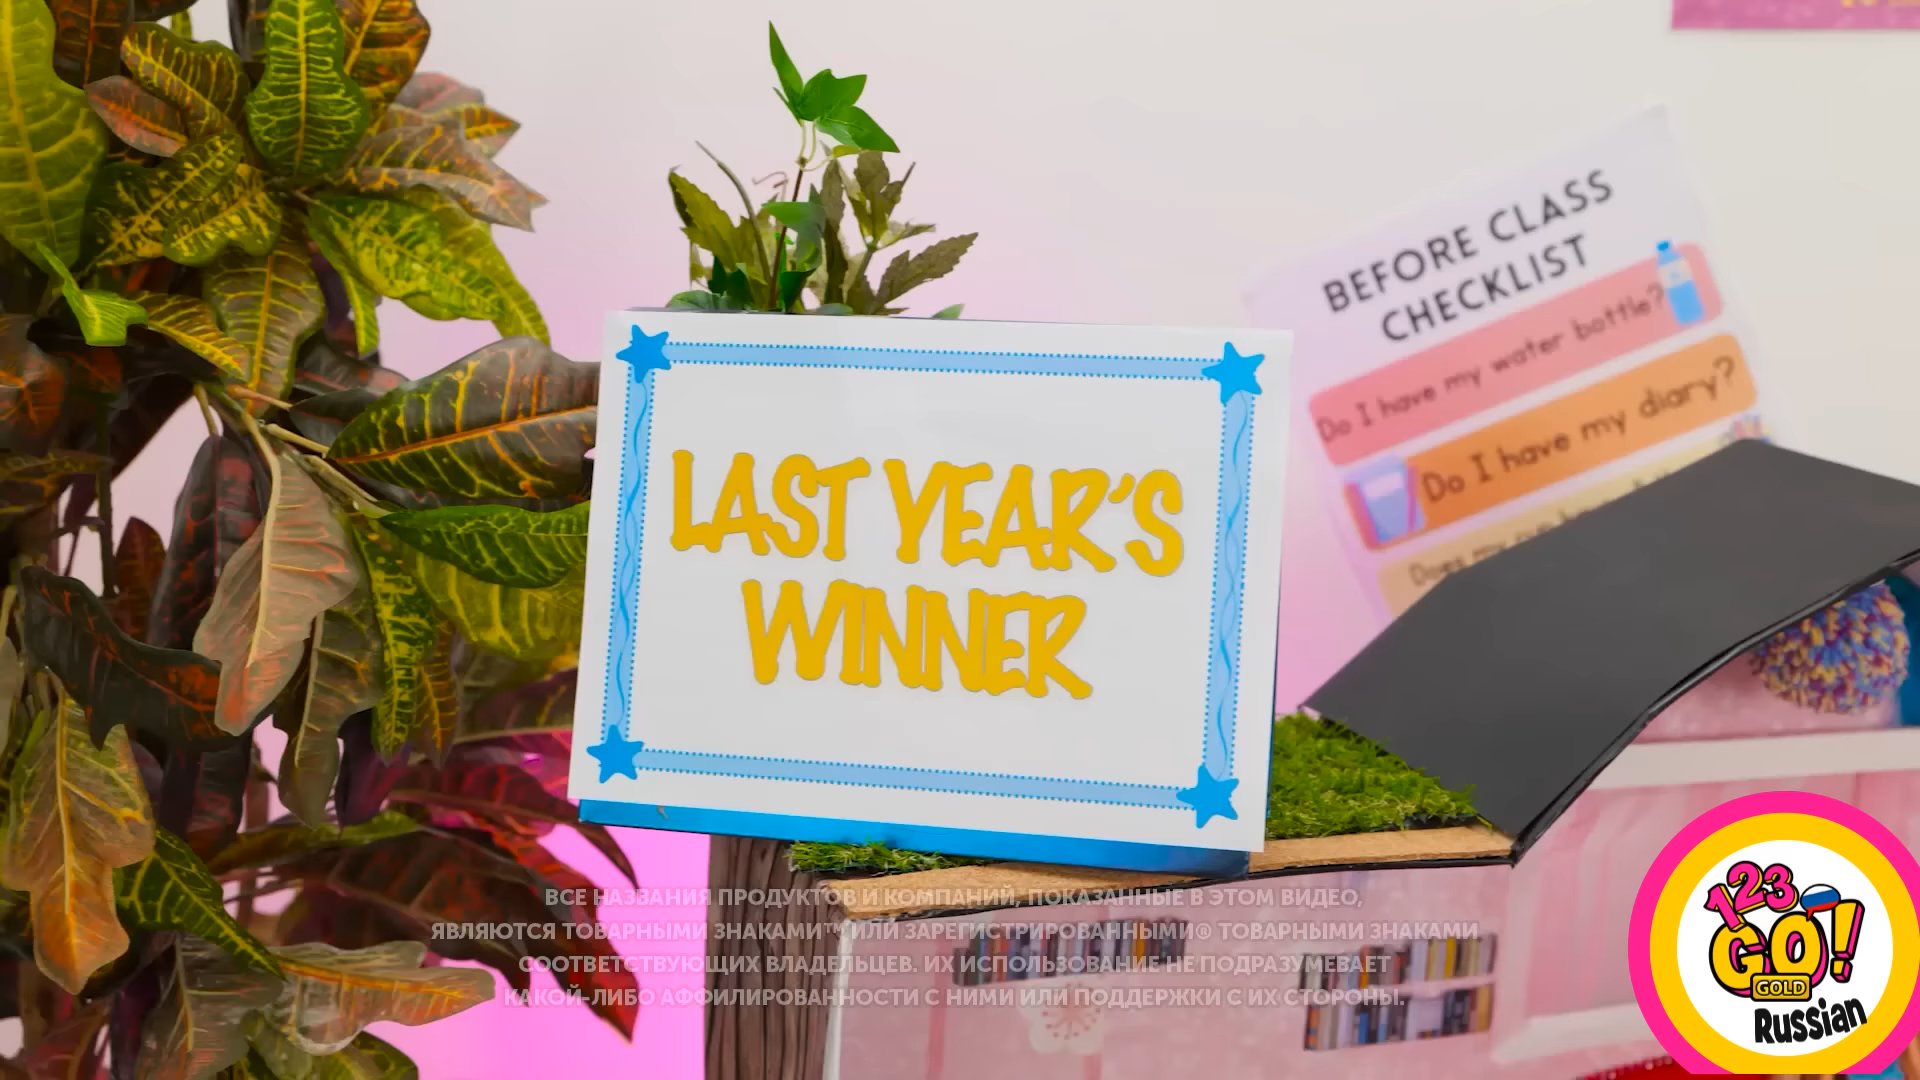 BEFORE CLASS
CHECKLIST
Do I have my water bottle?
Do I have my diary?
LAST YEAR'S
WINNER
ВСЕ НАЗВАНИЯ ПРОДУКТОВ И КОМПАНИЙ, ПОКАЗАННЫЕ В ЭТОМ ВИДЕО,
ЯВЛЯЮТСЯ ТОВАРНЫМИ ЗНАКАМИ™ ИЛИ ЗАРЕГИСТРИРОВАННЫМИ® ТОВАРНЫМИ ЗНАКАМИ
СООТВЕТСТВУЮЩИХ ВЛАДЕЛЬЦЕВ. ИХ ИСПОЛЬЗОВАНИЕ НЕ ПОДРАЗУМЕВАЕТ
КАКОЙ-ЛИБО АФФИЛИРОВАННОСТИ С НИМИ ИЛИ ПОДДЕРЖКИ С ИХ СТОРОНЫ.
123
GO!
GOLD
Russian